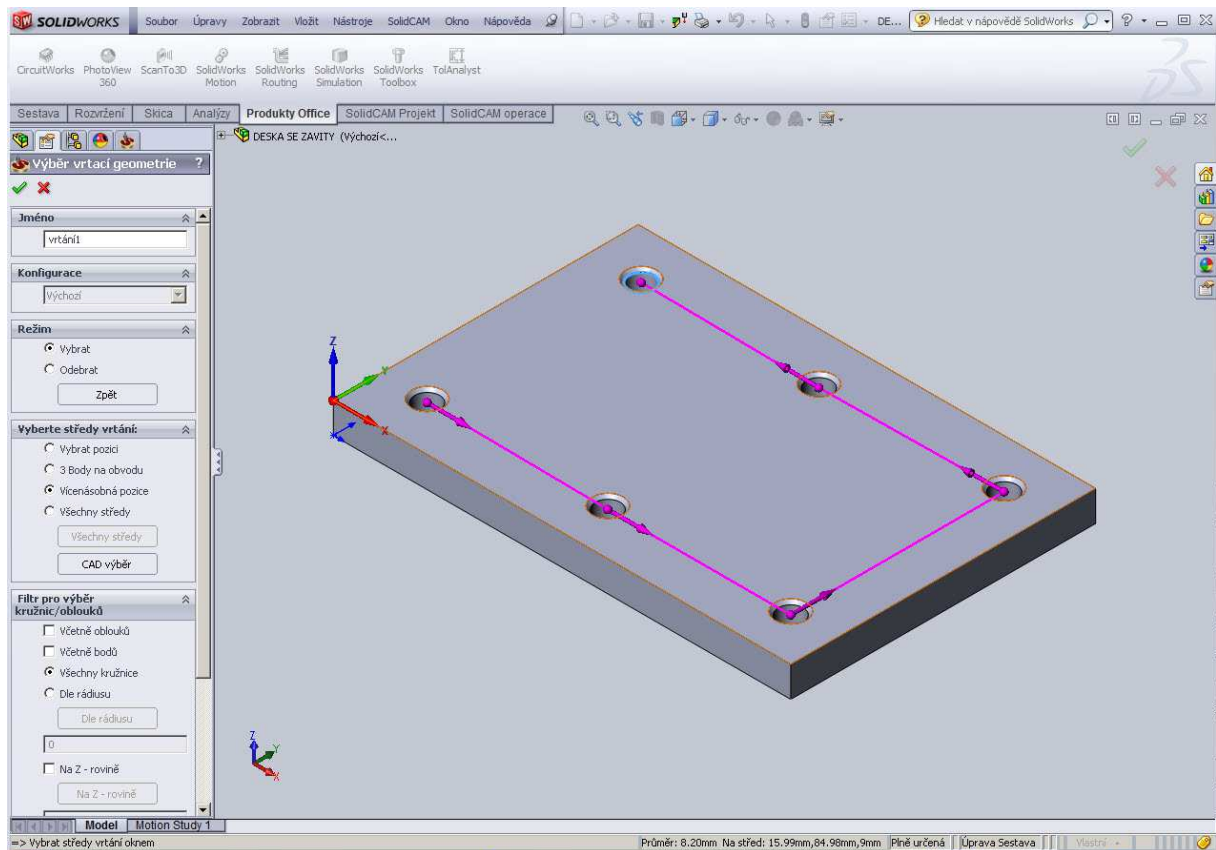 SW SOLIDWORKS Soubor Úpravy Zobrazit Vložit Nástroje SolidCAM Okno Nápověda DE... Hledat v nápovědě SolidWorks
CircuitWorks PhotoView 360 ScanTo3D SolidWorks Motion SolidWorks Routing SolidWorks Simulation SolidWorks Toolbox TolAnalyst
Sestava Rozvržení Skica Analýzy Produkty Office SolidCAM Projekt SolidCAM operace
DESKA SE ZAVITY (Výchozí<...
Výběr vrtací geometrie ?
Jméno
vrtání1
Konfigurace
Výchozí
Režim
Vybrat
Odebrat
Zpět
Vyberte středy vrtání:
Vybrat pozici
3 Body na obvodu
Vícenásobná pozice
Všechny středy
Všechny středy
CAD výběr
Filtr pro výběr
kružnic/oblouků
Včetně oblouků
Včetně bodů
Všechny kružnice
Dle rádiusu
Dle rádiusu
0
Na Z - rovině
Na Z - rovině
Z
Y
X
Z
Y
X
Model Motion Study 1
=> Vybrat středy vrtání oknem Průměr: 8.20mm Na střed: 15.99mm,84.98mm,9mm Plně určená Úprava Sestava Vlastní